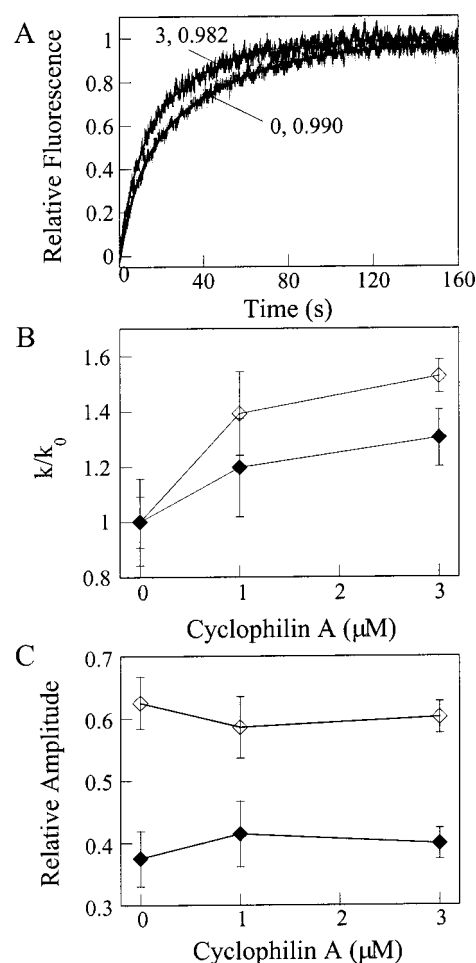 A
3, 0.982
0, 0.990
1
0.8
0.6
0.4
0.2
0
Relative Fluorescence
0 40 80 120 160
Time (s)
B
1.6
1.4
1.2
1
0.8
k/k₀
0 1 2 3
Cyclophilin A (μM)
C
0.7
0.6
0.5
0.4
0.3
Relative Amplitude
0 1 2 3
Cyclophilin A (μM)